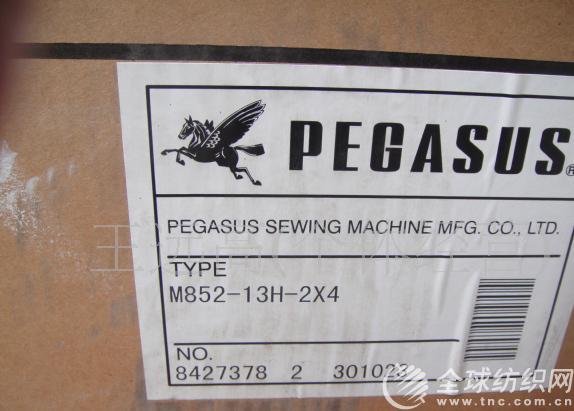 PEGASUS
®
PEGASUS SEWING MACHINE MFG. CO., LTD.
TYPE
M852-13H-2X4
NO.
8427378 2 301028
全球纺织网
www.tnc.com.cn